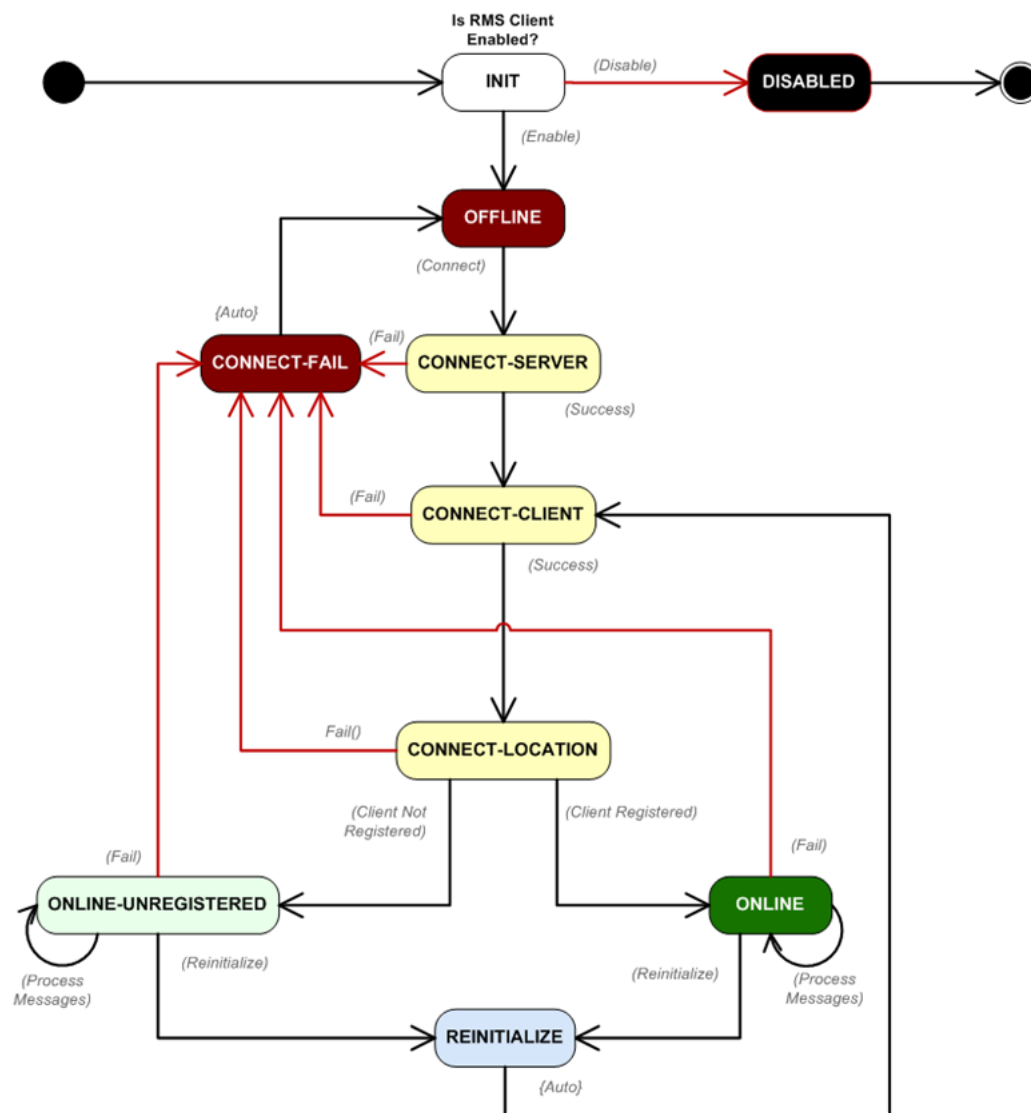 Is RMS Client
Enabled?
INIT
(Disable)
DISABLED
(Enable)
OFFLINE
(Connect)
{Auto}
(Fail)
CONNECT-FAIL
CONNECT-SERVER
(Success)
(Fail)
CONNECT-CLIENT
(Success)
Fail()
CONNECT-LOCATION
(Client Not
Registered)
(Client Registered)
(Fail)
(Fail)
ONLINE-UNREGISTERED
ONLINE
(Process
Messages)
(Reinitialize)
(Reinitialize)
(Process
Messages)
REINITIALIZE
{Auto}